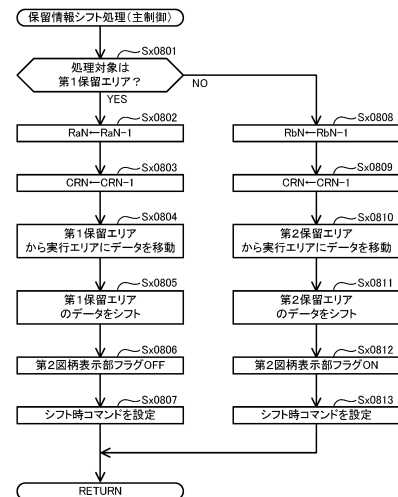 保留情報シフト処理(主制御)
Sx0801
処理対象は
第1保留エリア?
NO
YES
Sx0802
RaN←RaN-1
Sx0803
CRN←CRN-1
Sx0804
第1保留エリア
から実行エリアにデータを移動
Sx0805
第1保留エリア
のデータをシフト
Sx0806
第2図柄表示部フラグOFF
Sx0807
シフト時コマンドを設定
Sx0808
RbN←RbN-1
Sx0809
CRN←CRN-1
Sx0810
第2保留エリア
から実行エリアにデータを移動
Sx0811
第2保留エリア
のデータをシフト
Sx0812
第2図柄表示部フラグON
Sx0813
シフト時コマンドを設定
RETURN